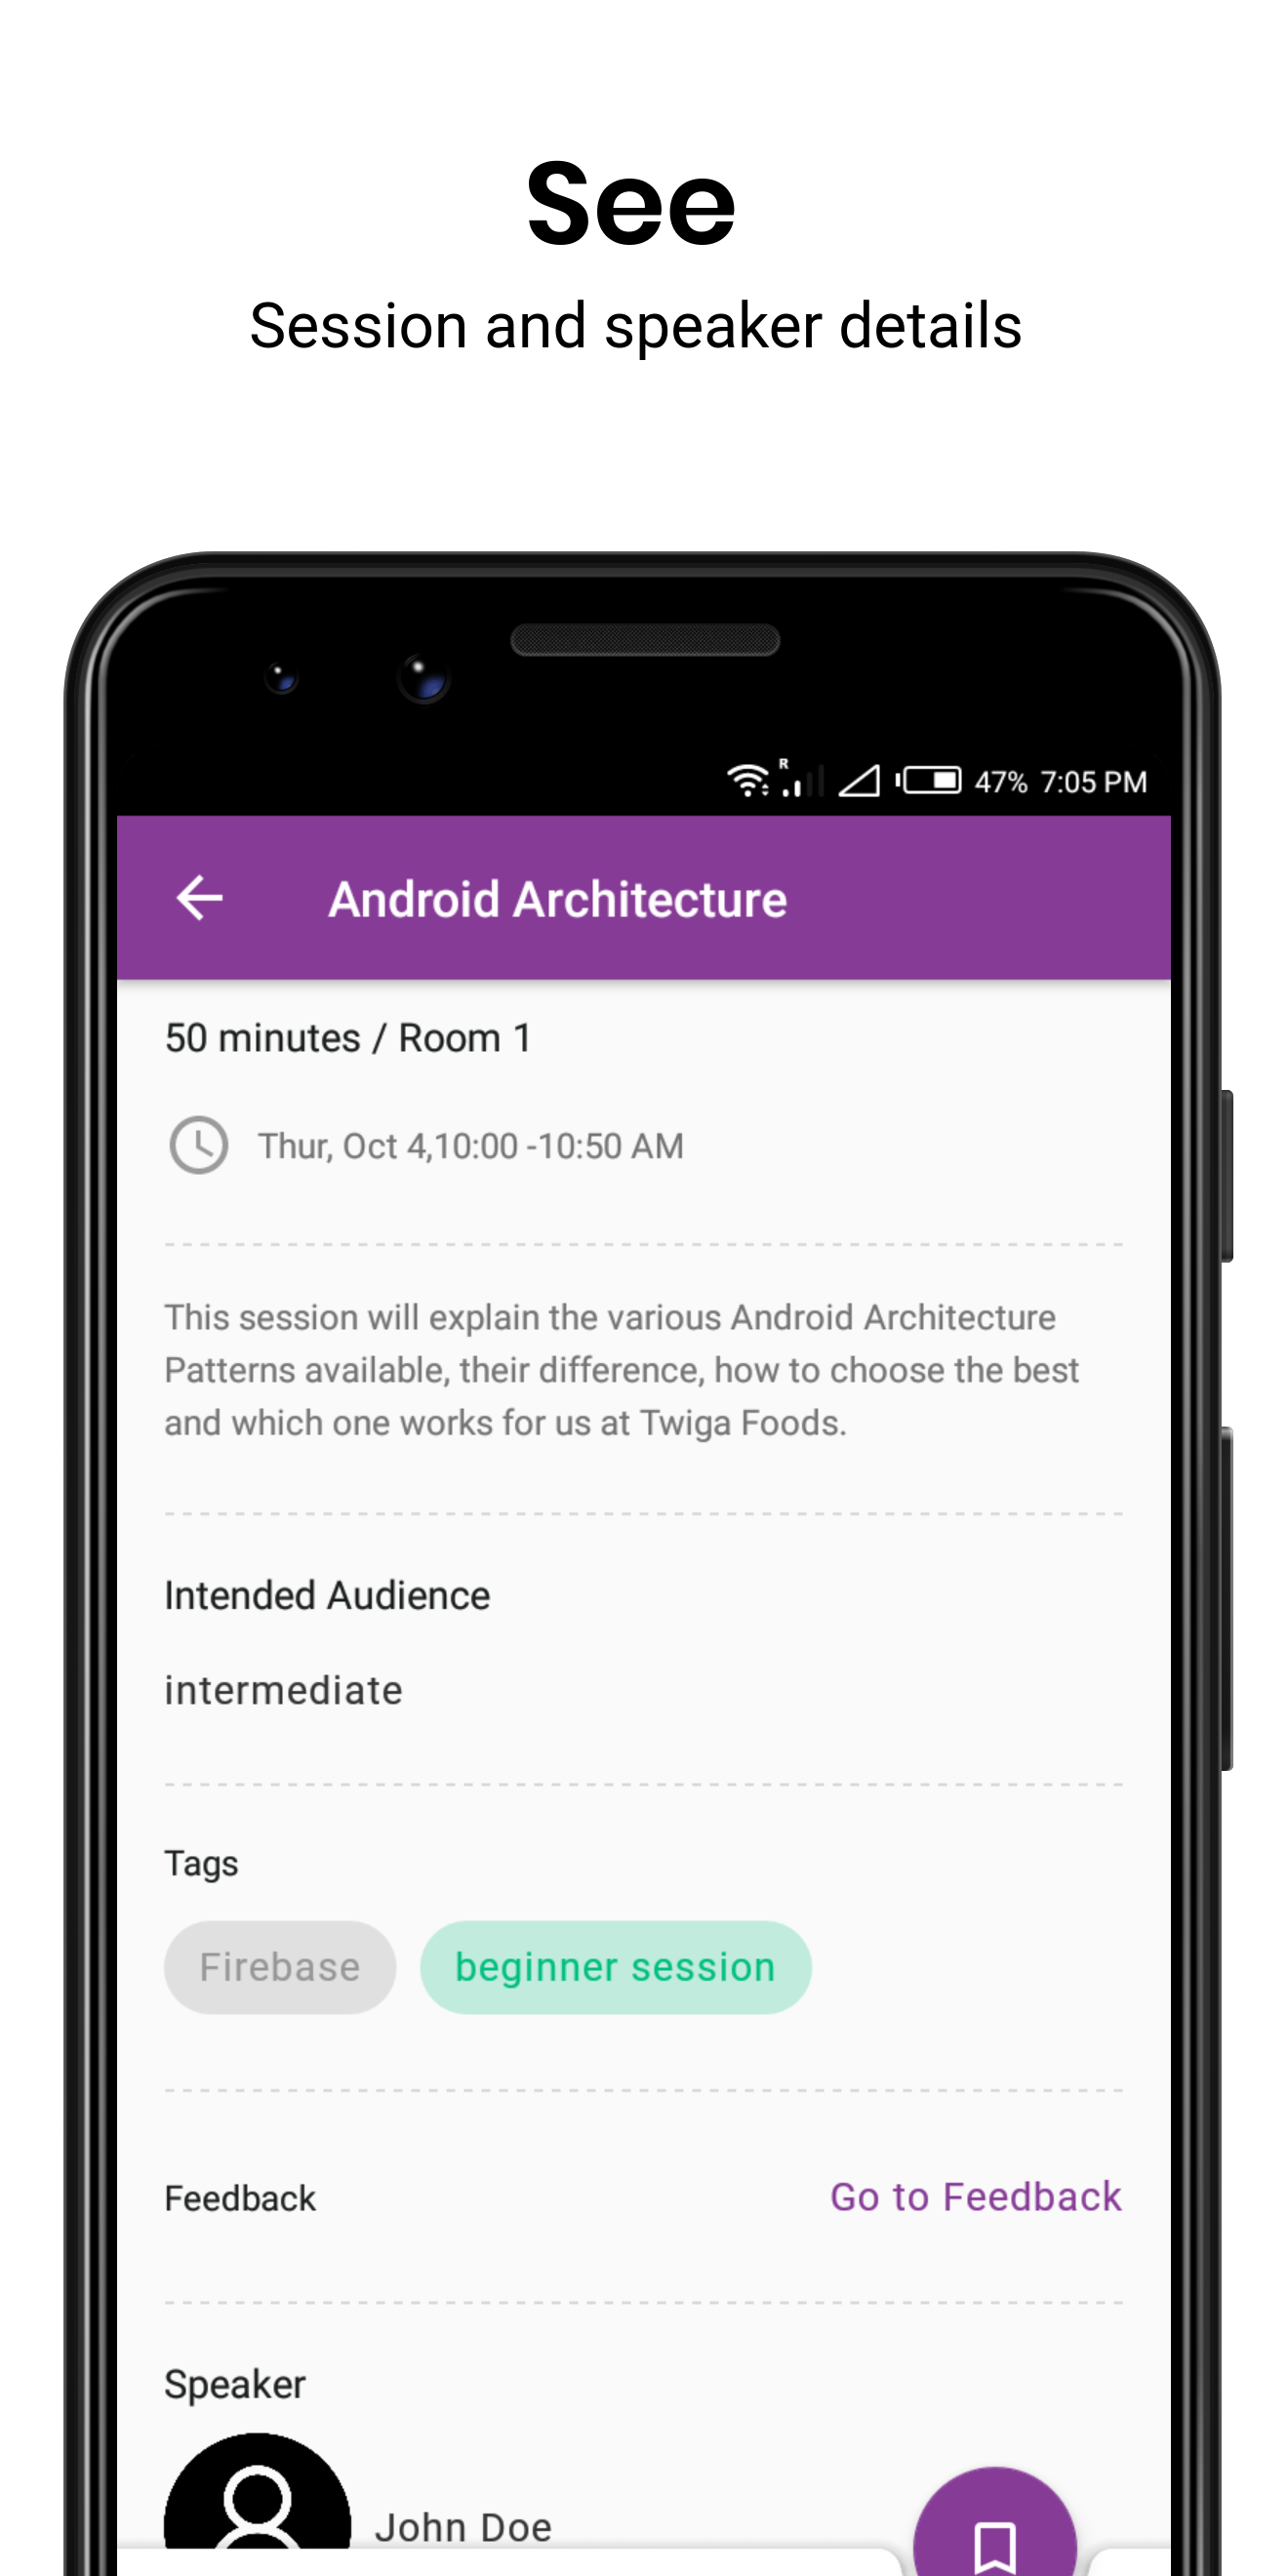 See
Session and speaker details
R
47% 7:05 PM
Android Architecture
50 minutes / Room 1
Thur, Oct 4,10:00 -10:50 AM
This session will explain the various Android Architecture
Patterns available, their difference, how to choose the best
and which one works for us at Twiga Foods.
Intended Audience
intermediate
Tags
Firebase beginner session
Feedback Go to Feedback
Speaker
John Doe